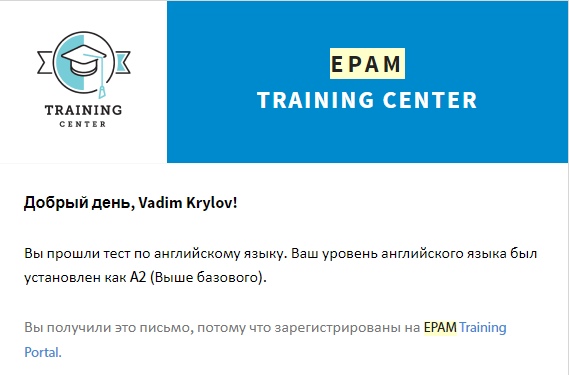 TRAINING
CENTER
EPAM
TRAINING CENTER
Добрый день, Vadim Krylov!
Вы прошли тест по английскому языку. Ваш уровень английского языка был
установлен как A2 (Выше базового).
Вы получили это письмо, потому что зарегистрированы на EPAM Training
Portal.